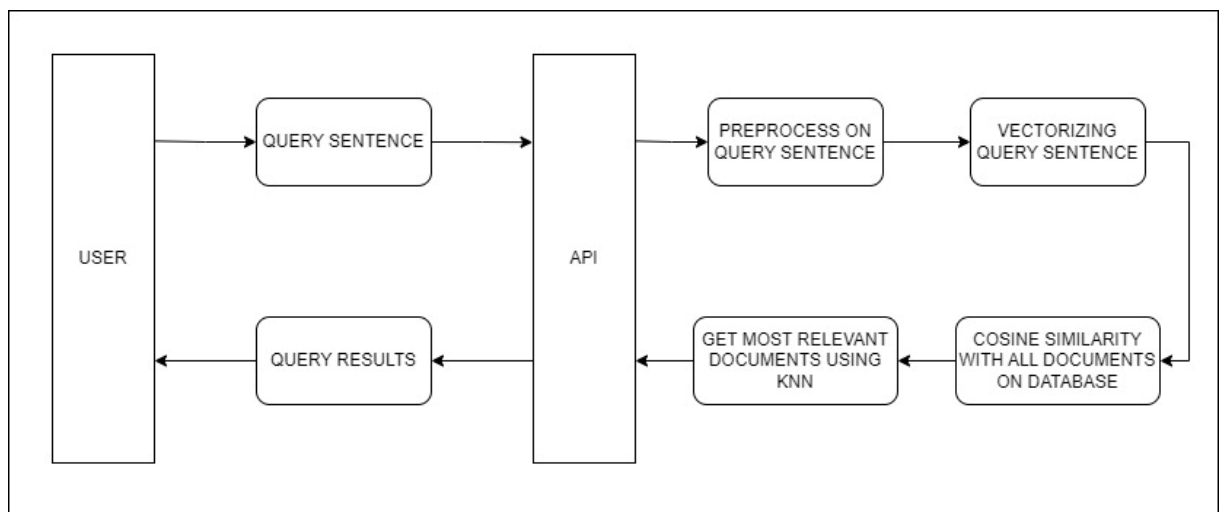 QUERY SENTENCE
PREPROCESS ON
QUERY SENTENCE
VECTORIZING
QUERY SENTENCE
USER
API
QUERY RESULTS
GET MOST RELEVANT
DOCUMENTS USING
KNN
COSINE SIMILARITY
WITH ALL DOCUMENTS
ON DATABASE